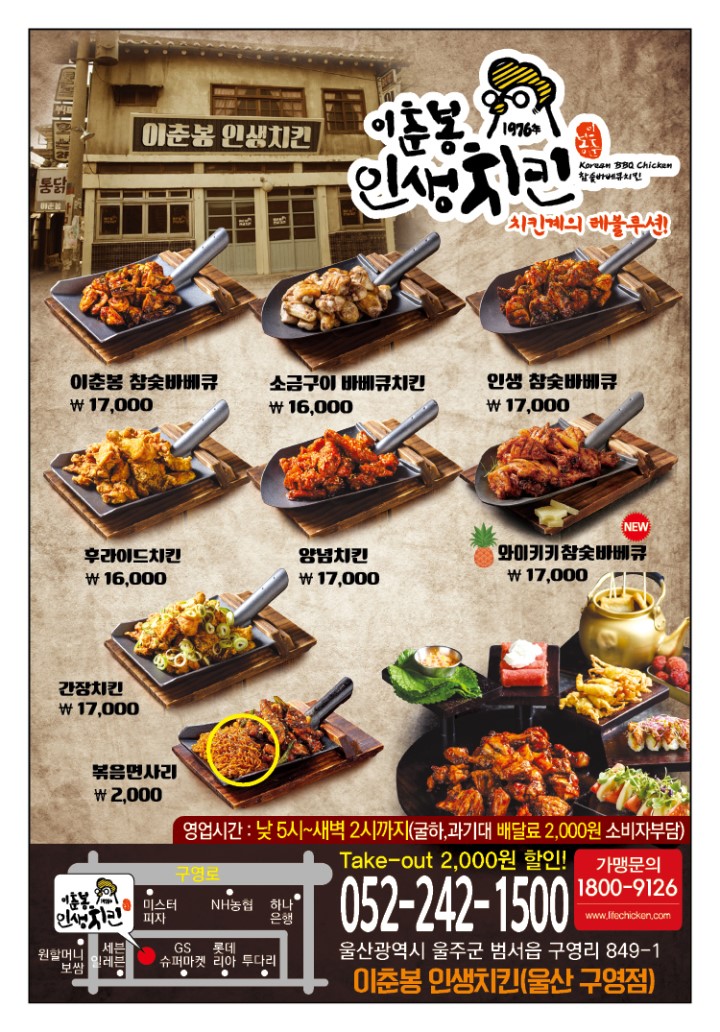 이춘봉 인생치킨
통닭
이춘봉
인생치킨
1976年
Korean BBQ Chicken
참숯바베큐치킨
치킨계의 레볼루션!
이춘봉 참숯바베큐
₩ 17,000
소금구이 바베큐치킨
₩ 16,000
인생 참숯바베큐
₩ 17,000
후라이드치킨
₩ 16,000
양념치킨
₩ 17,000
NEW
와이키키참숯바베큐
₩ 17,000
간장치킨
₩ 17,000
볶음면사리
₩ 2,000
영업시간 : 낮 5시~새벽 2시까지(굴하,과기대 배달료 2,000원 소비자부담)
구영로
이춘봉
인생치킨
미스터
피자
NH농협
하나
은행
원할머니
보쌈
세븐
일레븐
GS
슈퍼마켓
롯데
리아
투다리
Take-out 2,000원 할인!
052-242-1500
가맹문의
1800-9126
www.lifechicken.com
울산광역시 울주군 범서읍 구영리 849-1
이춘봉 인생치킨(울산 구영점)